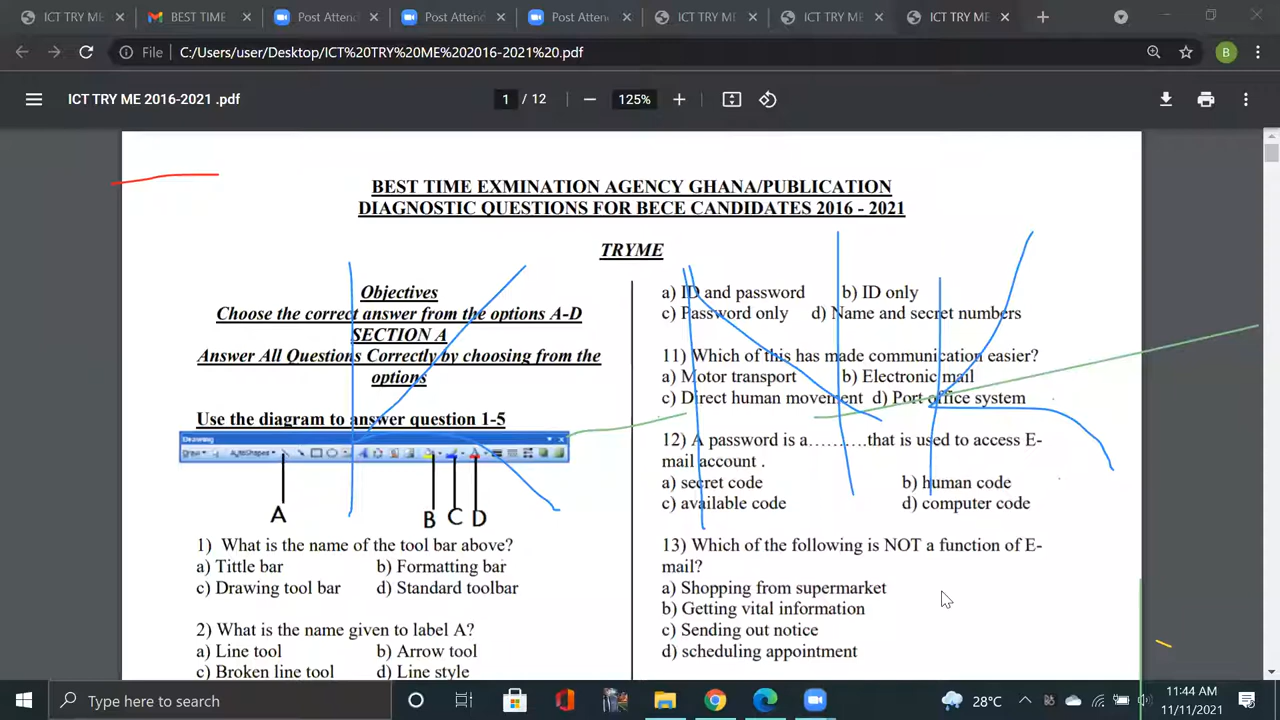 ICT TRY ME
BEST TIME
Post Atten
Post Atten
Post Atten
ICT TRY ME
ICT TRY ME
ICT TRY ME
File
C:/Users/user/Desktop/ICT%20TRY%20ME%202016-2021%20.pdf
B
ICT TRY ME 2016-2021 .pdf
1 / 12
125%
BEST TIME EXMINATION AGENCY GHANA/PUBLICATION
DIAGNOSTIC QUESTIONS FOR BECE CANDIDATES 2016 - 2021
TRYME
Objectives
Choose the correct answer from the options A-D
SECTION A
Answer All Questions Correctly by choosing from the
options
Use the diagram to answer question 1-5
Drawing
Draw AutoShapes
A
B C D
1) What is the name of the tool bar above?
a) Tittle bar b) Formatting bar
c) Drawing tool bar d) Standard toolbar
2) What is the name given to label A?
a) Line tool b) Arrow tool
c) Broken line tool d) Line style
a) ID and password b) ID only
c) Password only d) Name and secret numbers
11) Which of this has made communication easier?
a) Motor transport b) Electronic mail
c) Direct human movement d) Port office system
12) A password is a……….that is used to access E-
mail account .
a) secret code b) human code
c) available code d) computer code
13) Which of the following is NOT a function of E-
mail?
a) Shopping from supermarket
b) Getting vital information
c) Sending out notice
d) scheduling appointment
Type here to search
28°C
11:44 AM
11/11/2021